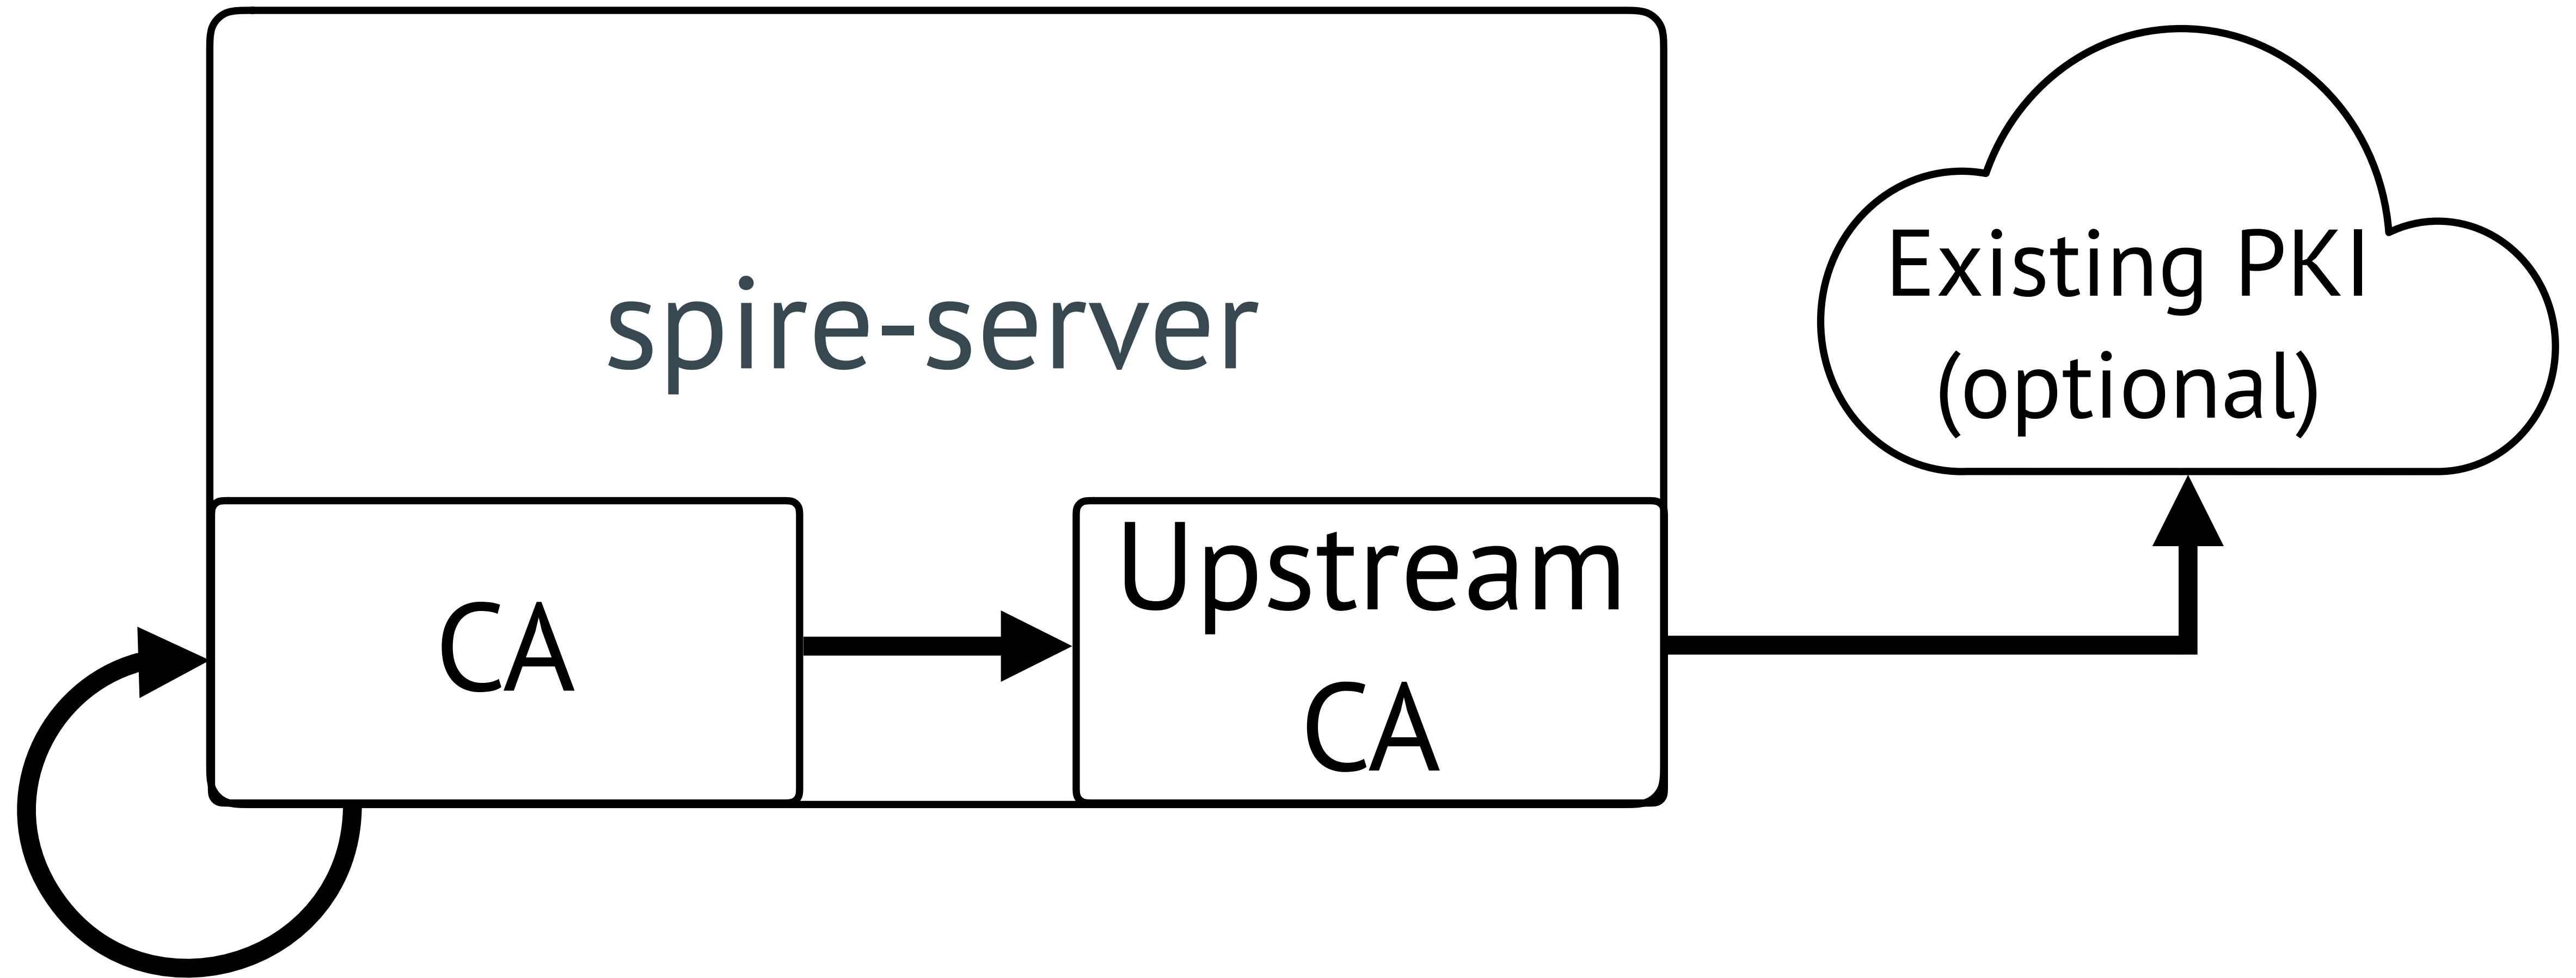 spire-server
Existing PKI
(optional)
CA
Upstream
CA